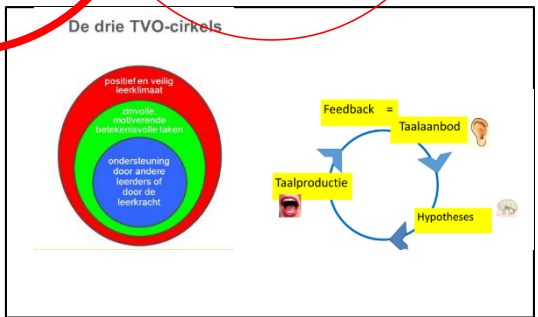 De drie TVO-cirkels
positief en veilig
leerklimaat
zinvolle,
motiverende
betekenisvolle taken
ondersteuning
door andere
leerders of
door de
leerkracht
Feedback =
Taalaanbod
Taalproductie
Hypotheses